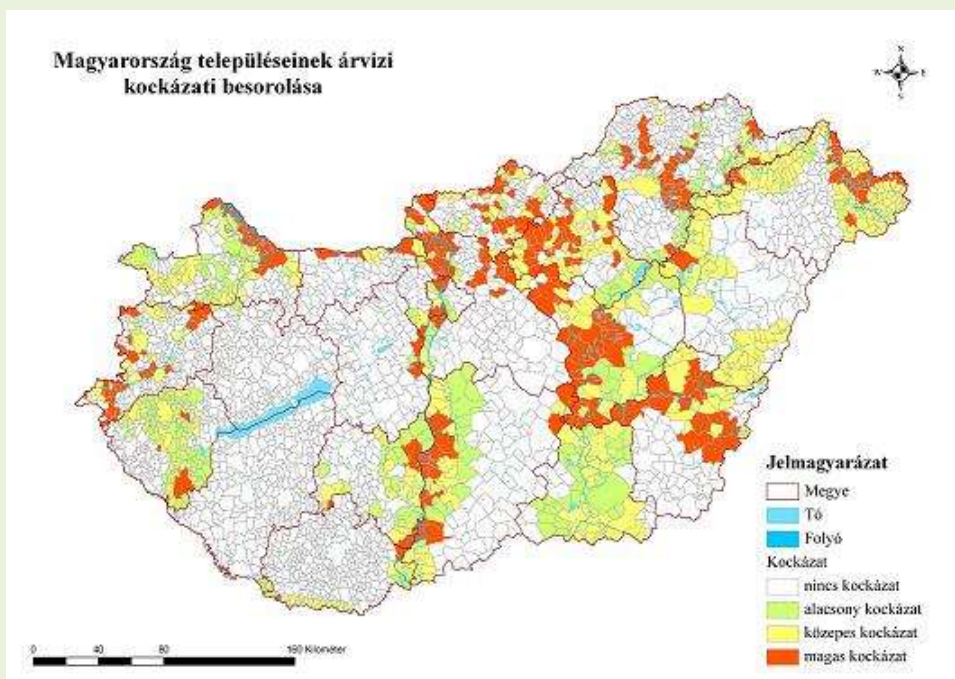 Magyarország településeinek árvizi
kockázati besorolása
N
W E
S
Jelmagyarázat
Megye
Tó
Folyó
Kockázat
nincs kockázat
alacsony kockázat
közepes kockázat
magas kockázat
0 40 80 160 Kilométer